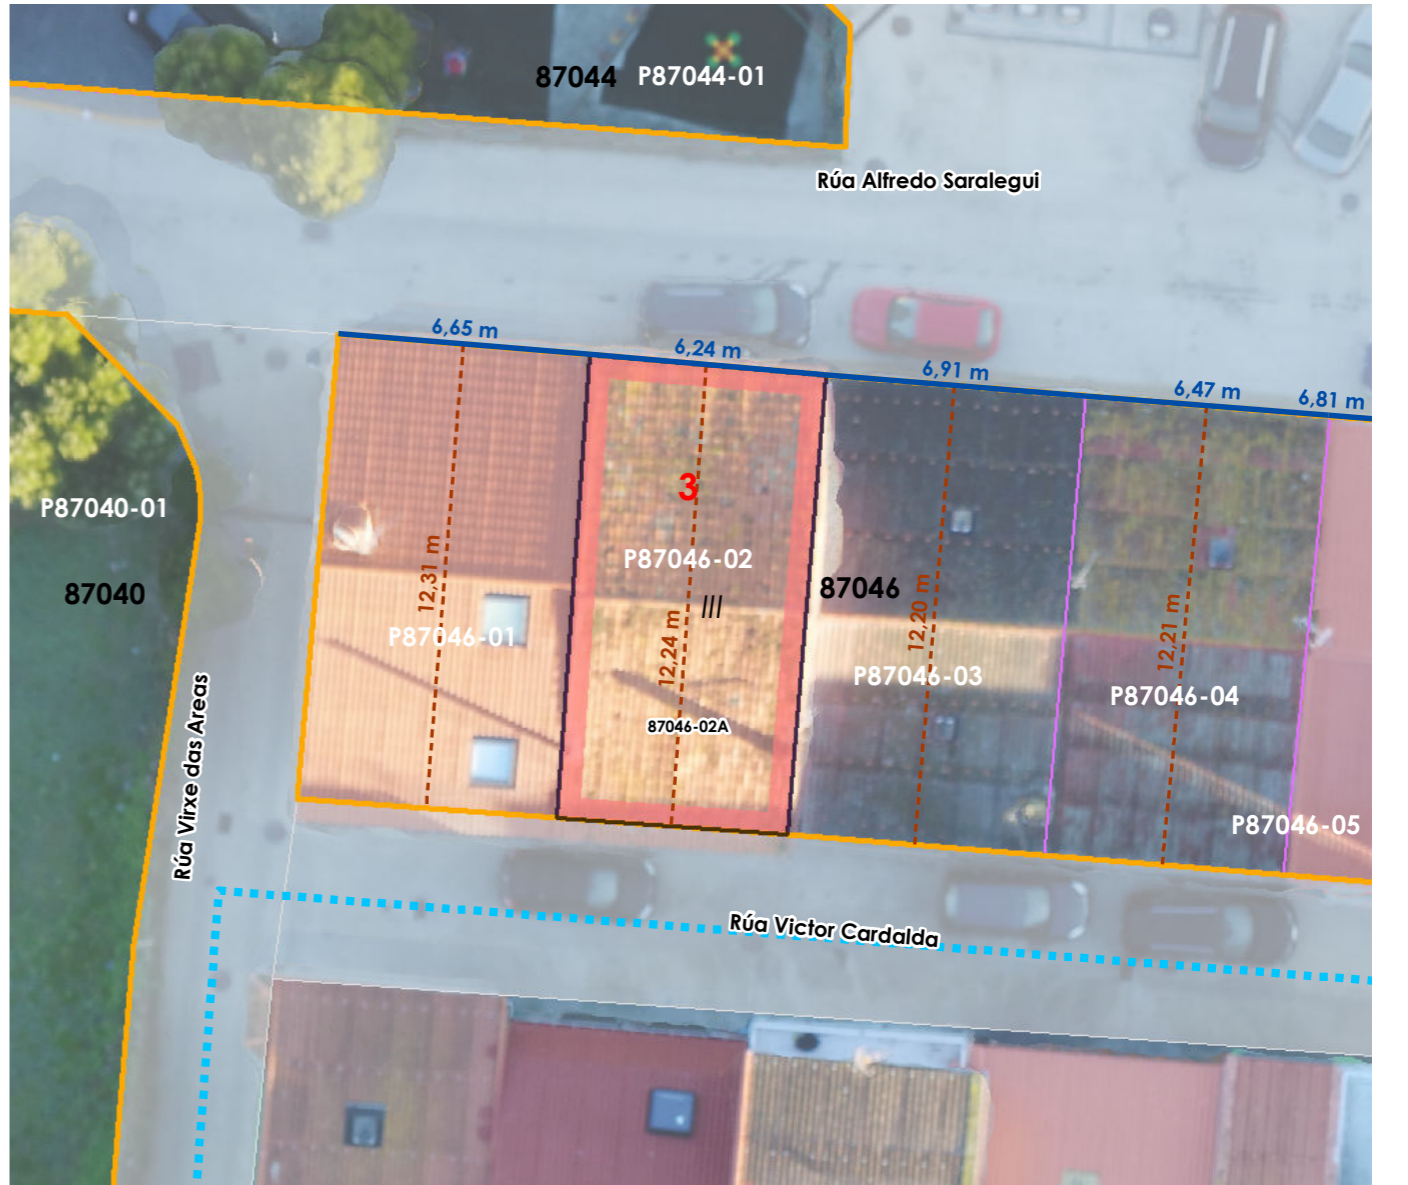 87044 P87044-01
Rúa Alfredo Saralegui
6,65 m
6,24 m
6,91 m
6,47 m
6,81 m
P87040-01
87040
3
P87046-02
III
87046
12,31 m
P87046-01
12,24 m
87046-02A
12,20 m
P87046-03
12,21 m
P87046-04
P87046-05
Rúa Virxe das Areas
Rúa Victor Cardalda